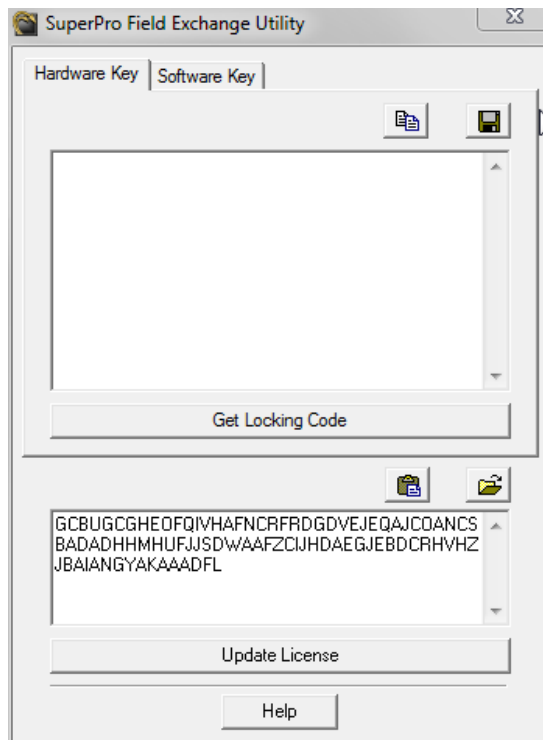 SuperPro Field Exchange Utility
Hardware Key
Software Key
Get Locking Code
GCBUGCGHEOFQIVHAFNCRFRDGDVEJEQAJCOANCS
BADADHHMHUFJJSDWAAFZCIJHDAEGJEBDCRHVHZ
JBAIANGYAKAAADFL
Update License
Help